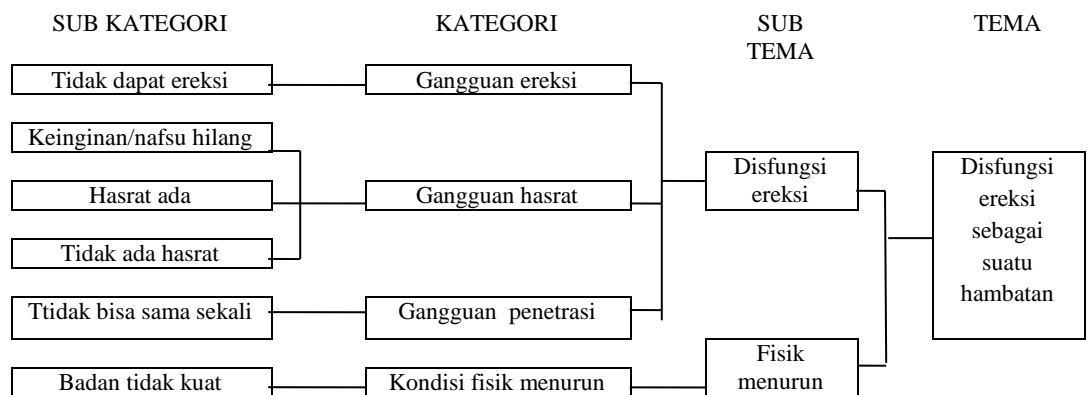 SUB KATEGORI
KATEGORI
SUB
TEMA
TEMA
Tidak dapat ereksi
Gangguan ereksi
Keinginan/nafsu hilang
Hasrat ada
Gangguan hasrat
Tidak ada hasrat
Ttidak bisa sama sekali
Gangguan penetrasi
Badan tidak kuat
Kondisi fisik menurun
Disfungsi
ereksi
Fisik
menurun
Disfungsi
ereksi
sebagai
suatu
hambatan